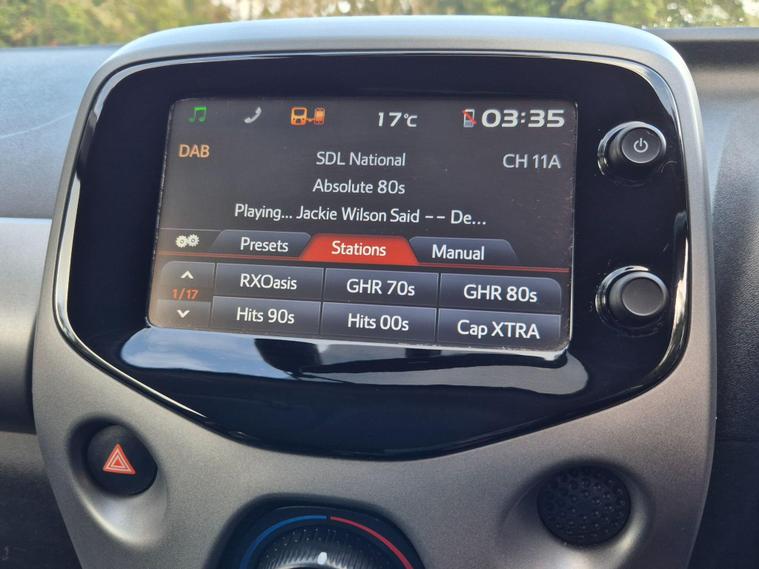 17°C 03:35
DAB SDL National CH 11A
Absolute 80s
Playing... Jackie Wilson Said -- De...
Presets Stations Manual
RXOasis GHR 70s GHR 80s
1/17
Hits 90s Hits 00s Cap XTRA